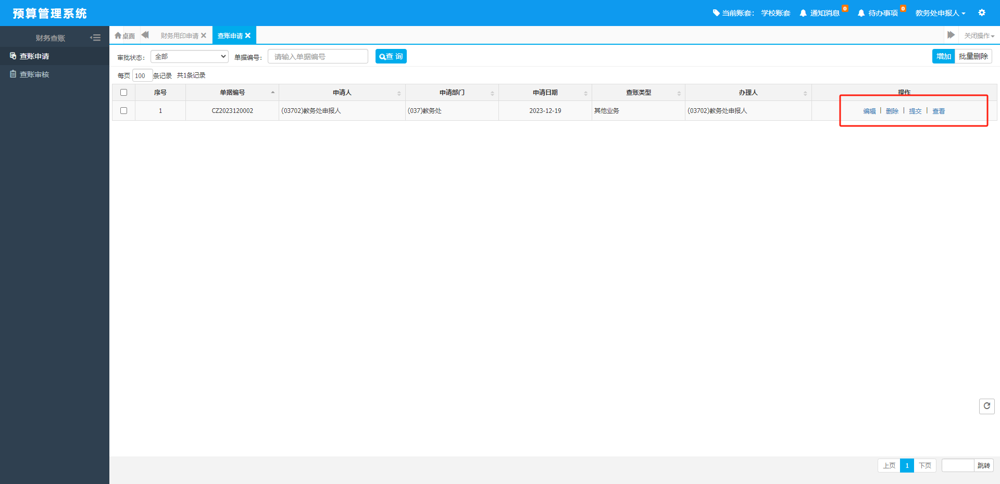 预算管理系统
当前账套： 学校账套 通知消息 0 待办事项 0 教务处申报人
财务查账
桌面 财务用印申请 查账申请 关闭操作
查账申请
查账审核
审批状态： 全部 单据编号： 请输入单据编号 查 询 增加 批量删除
每页 100 条记录 共1条记录
序号 单据编号 申请人 申请部门 申请日期 查账类型 办理人 操作
1 CZ2023120002 (03702)教务处申报人 (037)教务处 2023-12-19 其他业务 (03702)教务处申报人 编辑 | 删除 | 提交 | 查看
上页 1 下页 跳转